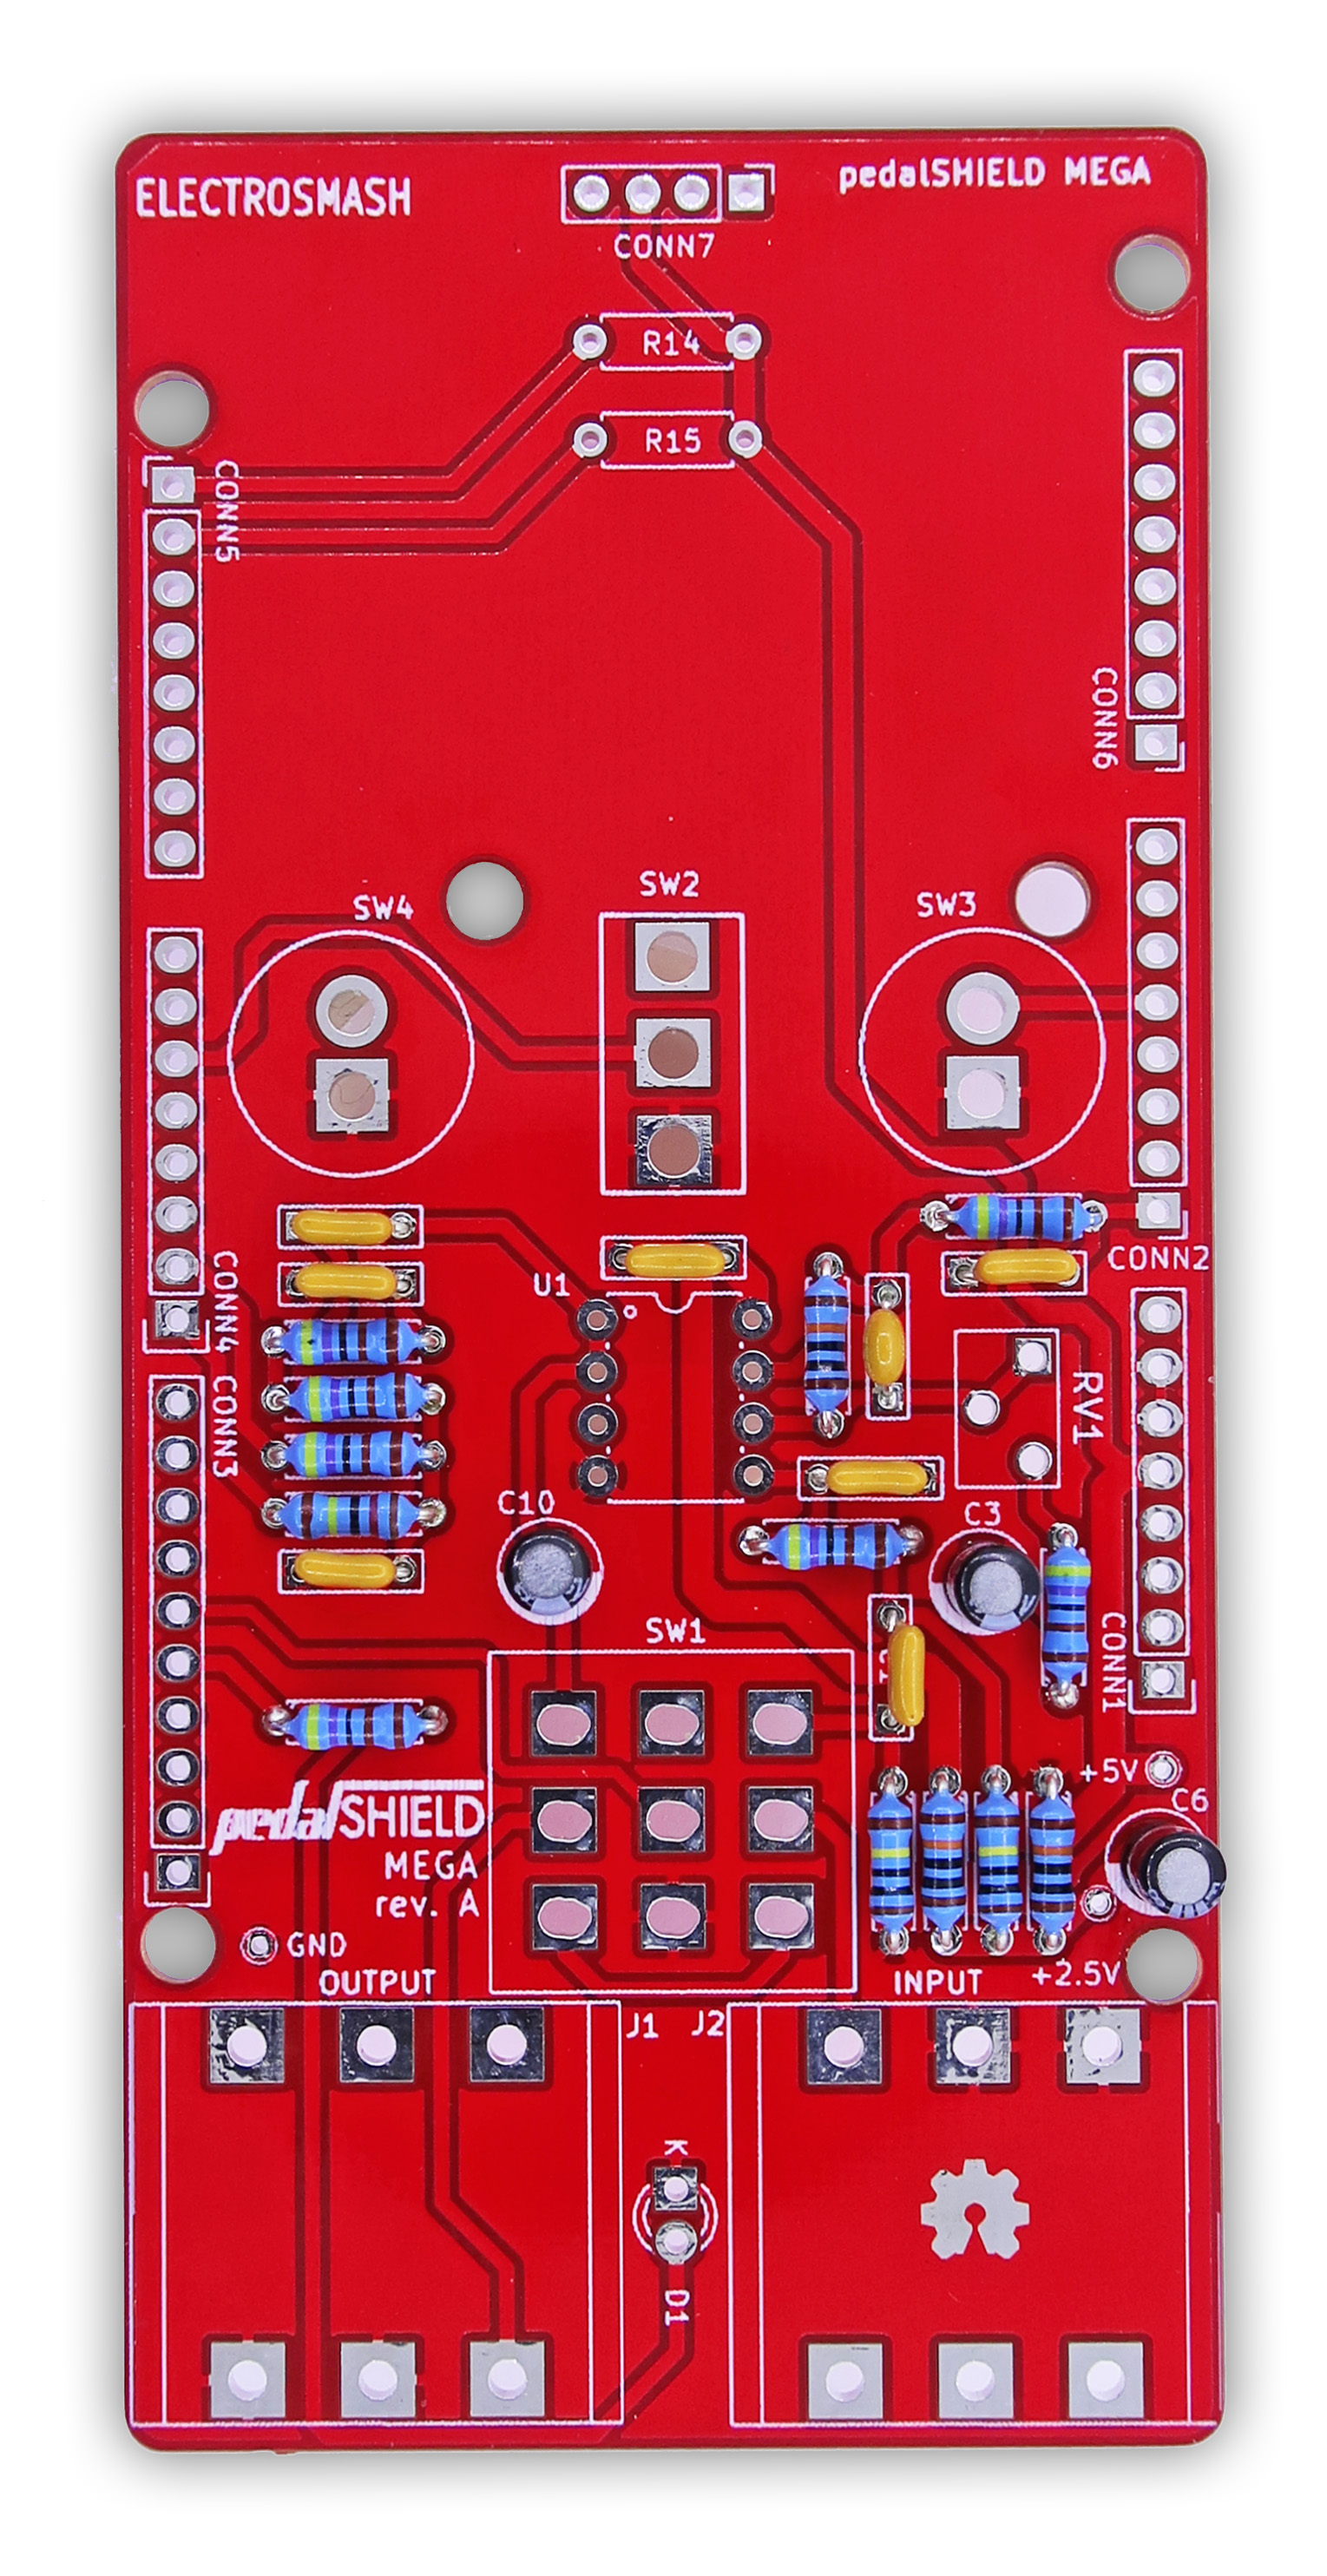 ELECTROSMASH
pedalSHIELD MEGA
CONN7
R14
R15
CONN5
CONN6
SW4
SW2
SW3
CONN2
CONN4
U1
RV1
CONN3
C10
C3
SW1
CONN1
+5V
C6
pedalSHIELD
MEGA
rev. A
GND
OUTPUT
INPUT
+2.5V
J1
J2
K
D1